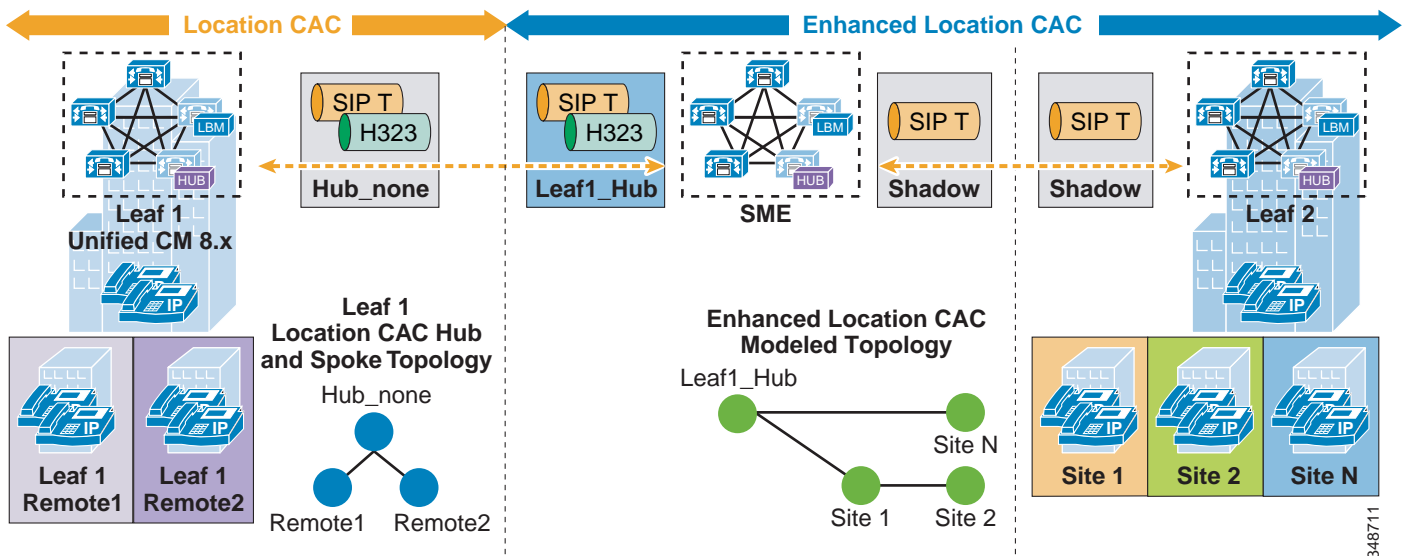 Location CAC
Enhanced Location CAC
LBM
HUB
Leaf 1
Unified CM 8.x
SIP T
H323
Hub_none
SIP T
H323
Leaf1_Hub
LBM
HUB
SME
SIP T
Shadow
SIP T
Shadow
LBM
HUB
Leaf 2
IP
IP
Leaf 1
Remote1
IP
Leaf 1
Remote2
Leaf 1
Location CAC Hub
and Spoke Topology
Hub_none
Remote1
Remote2
Enhanced Location CAC
Modeled Topology
Leaf1_Hub
Site N
Site 1
Site 2
IP
IP
Site 1
IP
Site 2
IP
Site N
348711